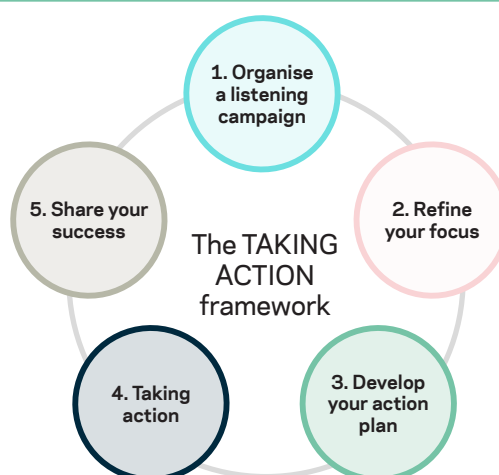 1. Organise
a listening
campaign
2. Refine
your focus
3. Develop
your action
plan
4. Taking
action
5. Share your
success
The TAKING
ACTION
framework